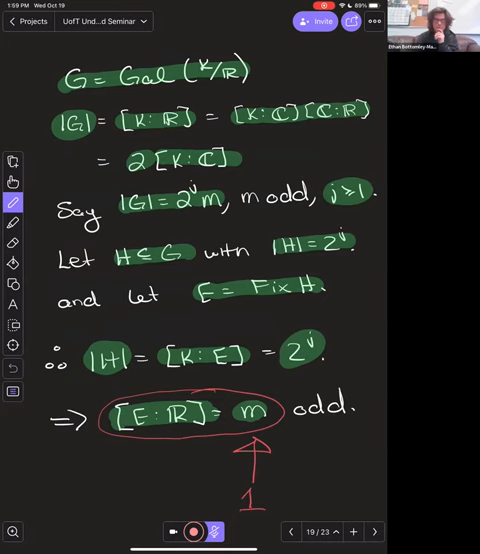 1:59 PM Wed Oct 19
89%
Projects
UofT Und...d Seminar
Invite
Ethan Bottomley-Ma...
G = Gal(K/ℝ)
|G| = [K:ℝ] = [K:ℂ][ℂ:ℝ]
= 2[K:ℂ]
Say |G| = 2^j m, m odd, j ⩾ 1.
Let H ⊆ G with |H| = 2^j.
and let E = Fix H.
∴ |H| = [K:E] = 2^j.
=> [E:ℝ] = m odd.
1
19 / 23